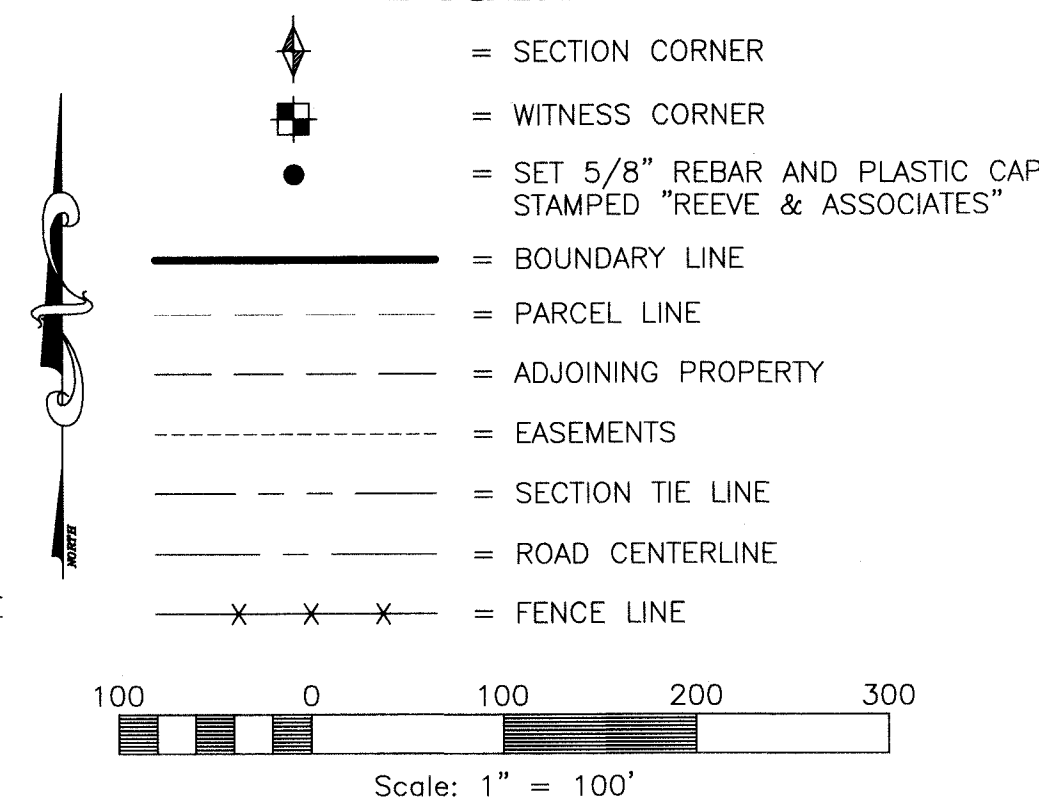 = SECTION CORNER
= WITNESS CORNER
= SET 5/8" REBAR AND PLASTIC CAP
STAMPED "REEVE & ASSOCIATES"
= BOUNDARY LINE
= PARCEL LINE
= ADJOINING PROPERTY
= EASEMENTS
= SECTION TIE LINE
= ROAD CENTERLINE
= FENCE LINE
NORTH
100 0 100 200 300
Scale: 1" = 100'